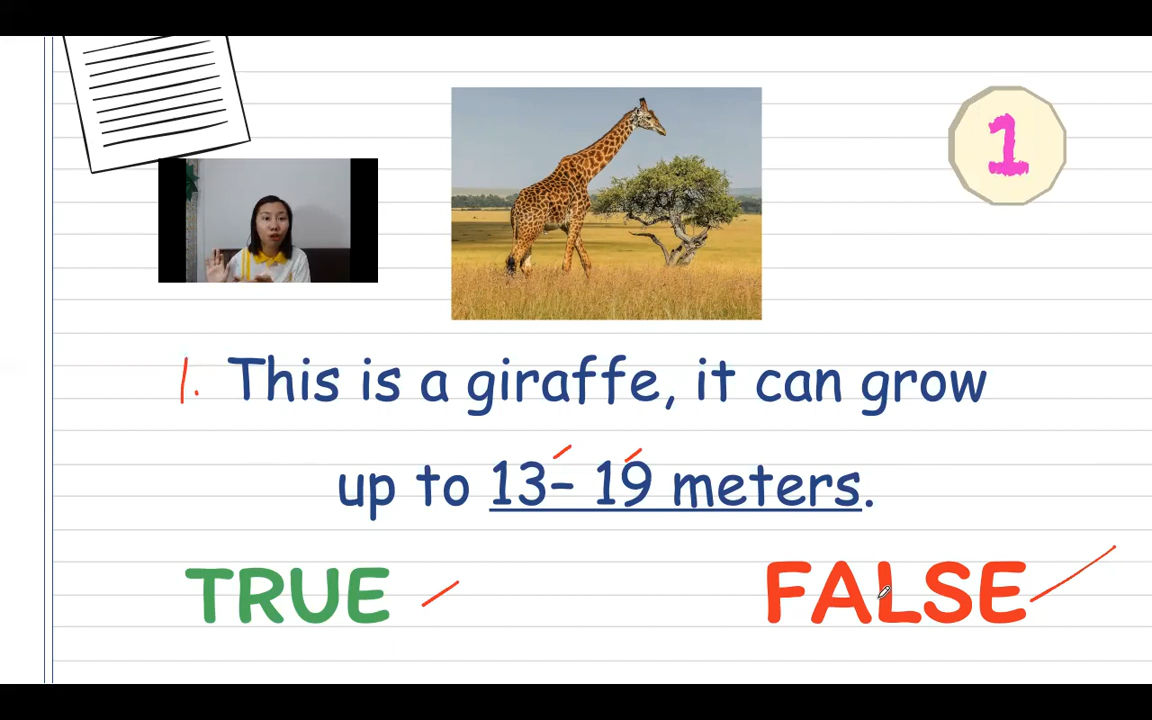 1
1. This is a giraffe, it can grow
up to 13- 19 meters.
TRUE
FALSE